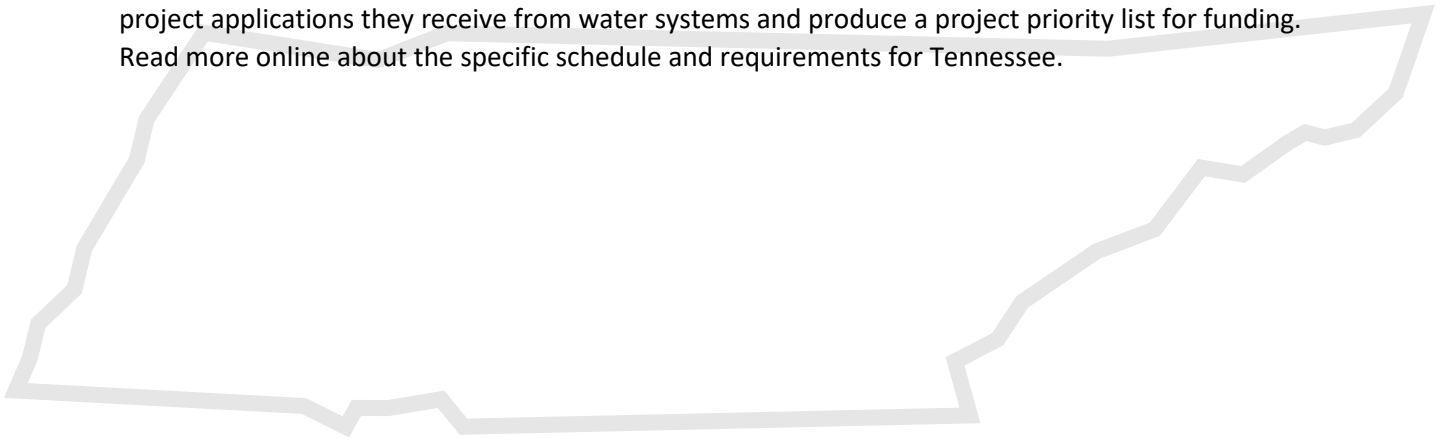 project applications they receive from water systems and produce a project priority list for funding.
Read more online about the specific schedule and requirements for Tennessee.